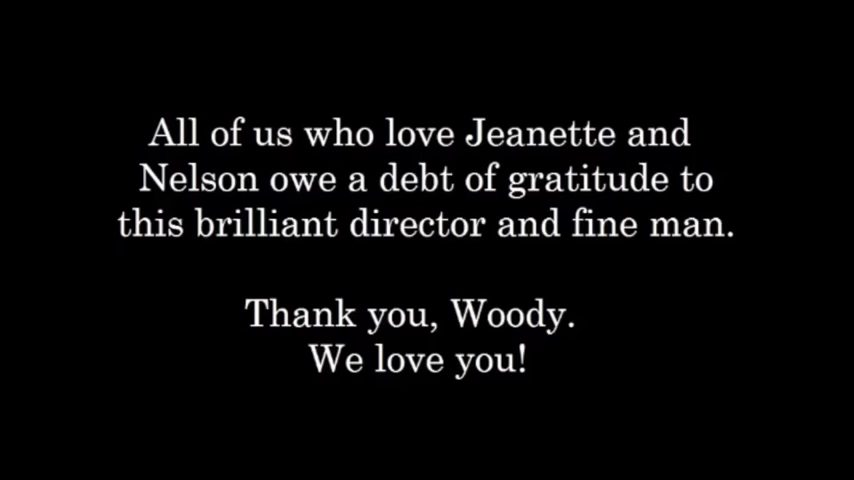 All of us who love Jeanette and
Nelson owe a debt of gratitude to
this brilliant director and fine man.
Thank you, Woody.
We love you!